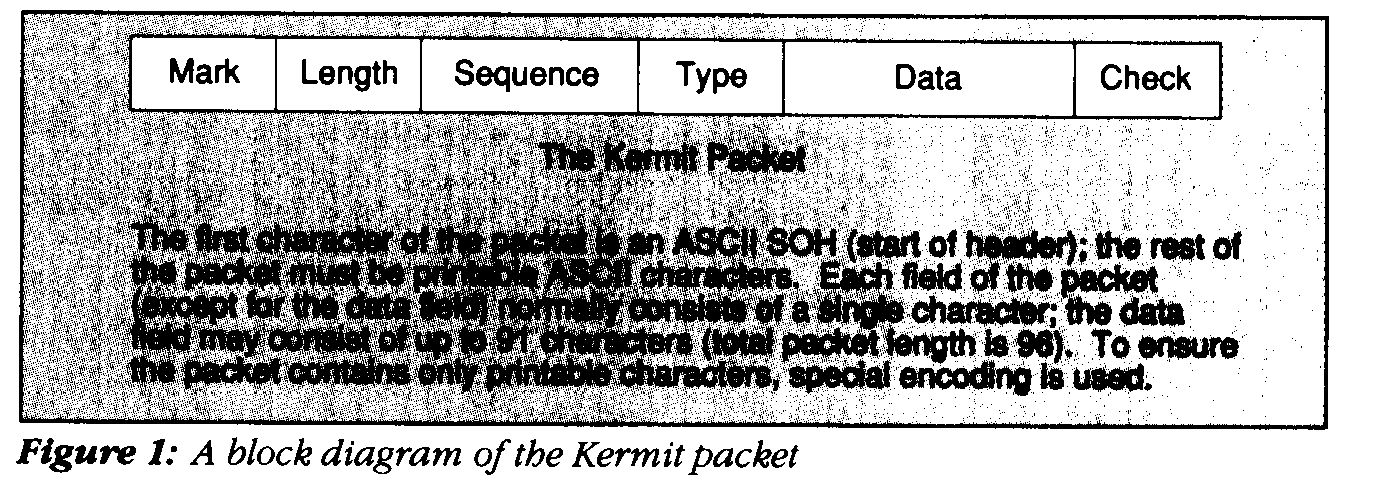 Mark Length Sequence Type Data Check
The Kermit Packet
The first character of the packet is an ASCII SOH (start of header); the rest of
the packet must be printable ASCII characters. Each field of the packet
(except for the data field) normally consists of a single character; the data
field may consist of up to 91 characters (total packet length is 96). To ensure
the packet contains only printable characters, special encoding is used.
Figure 1: A block diagram of the Kermit packet